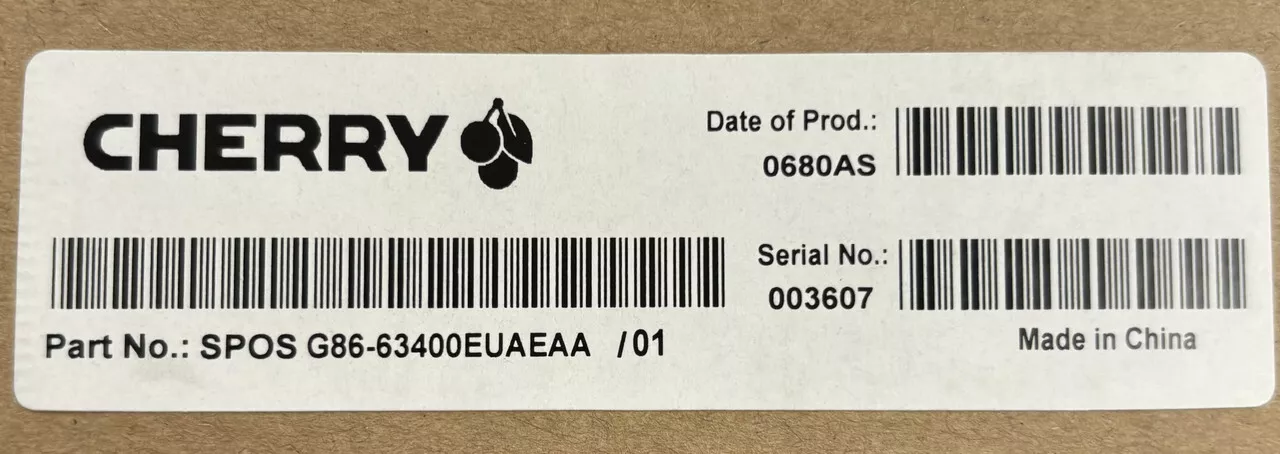 CHERRY
Date of Prod.:
0680AS
Serial No.:
003607
Part No.: SPOS G86-63400EUAEAA /01
Made in China